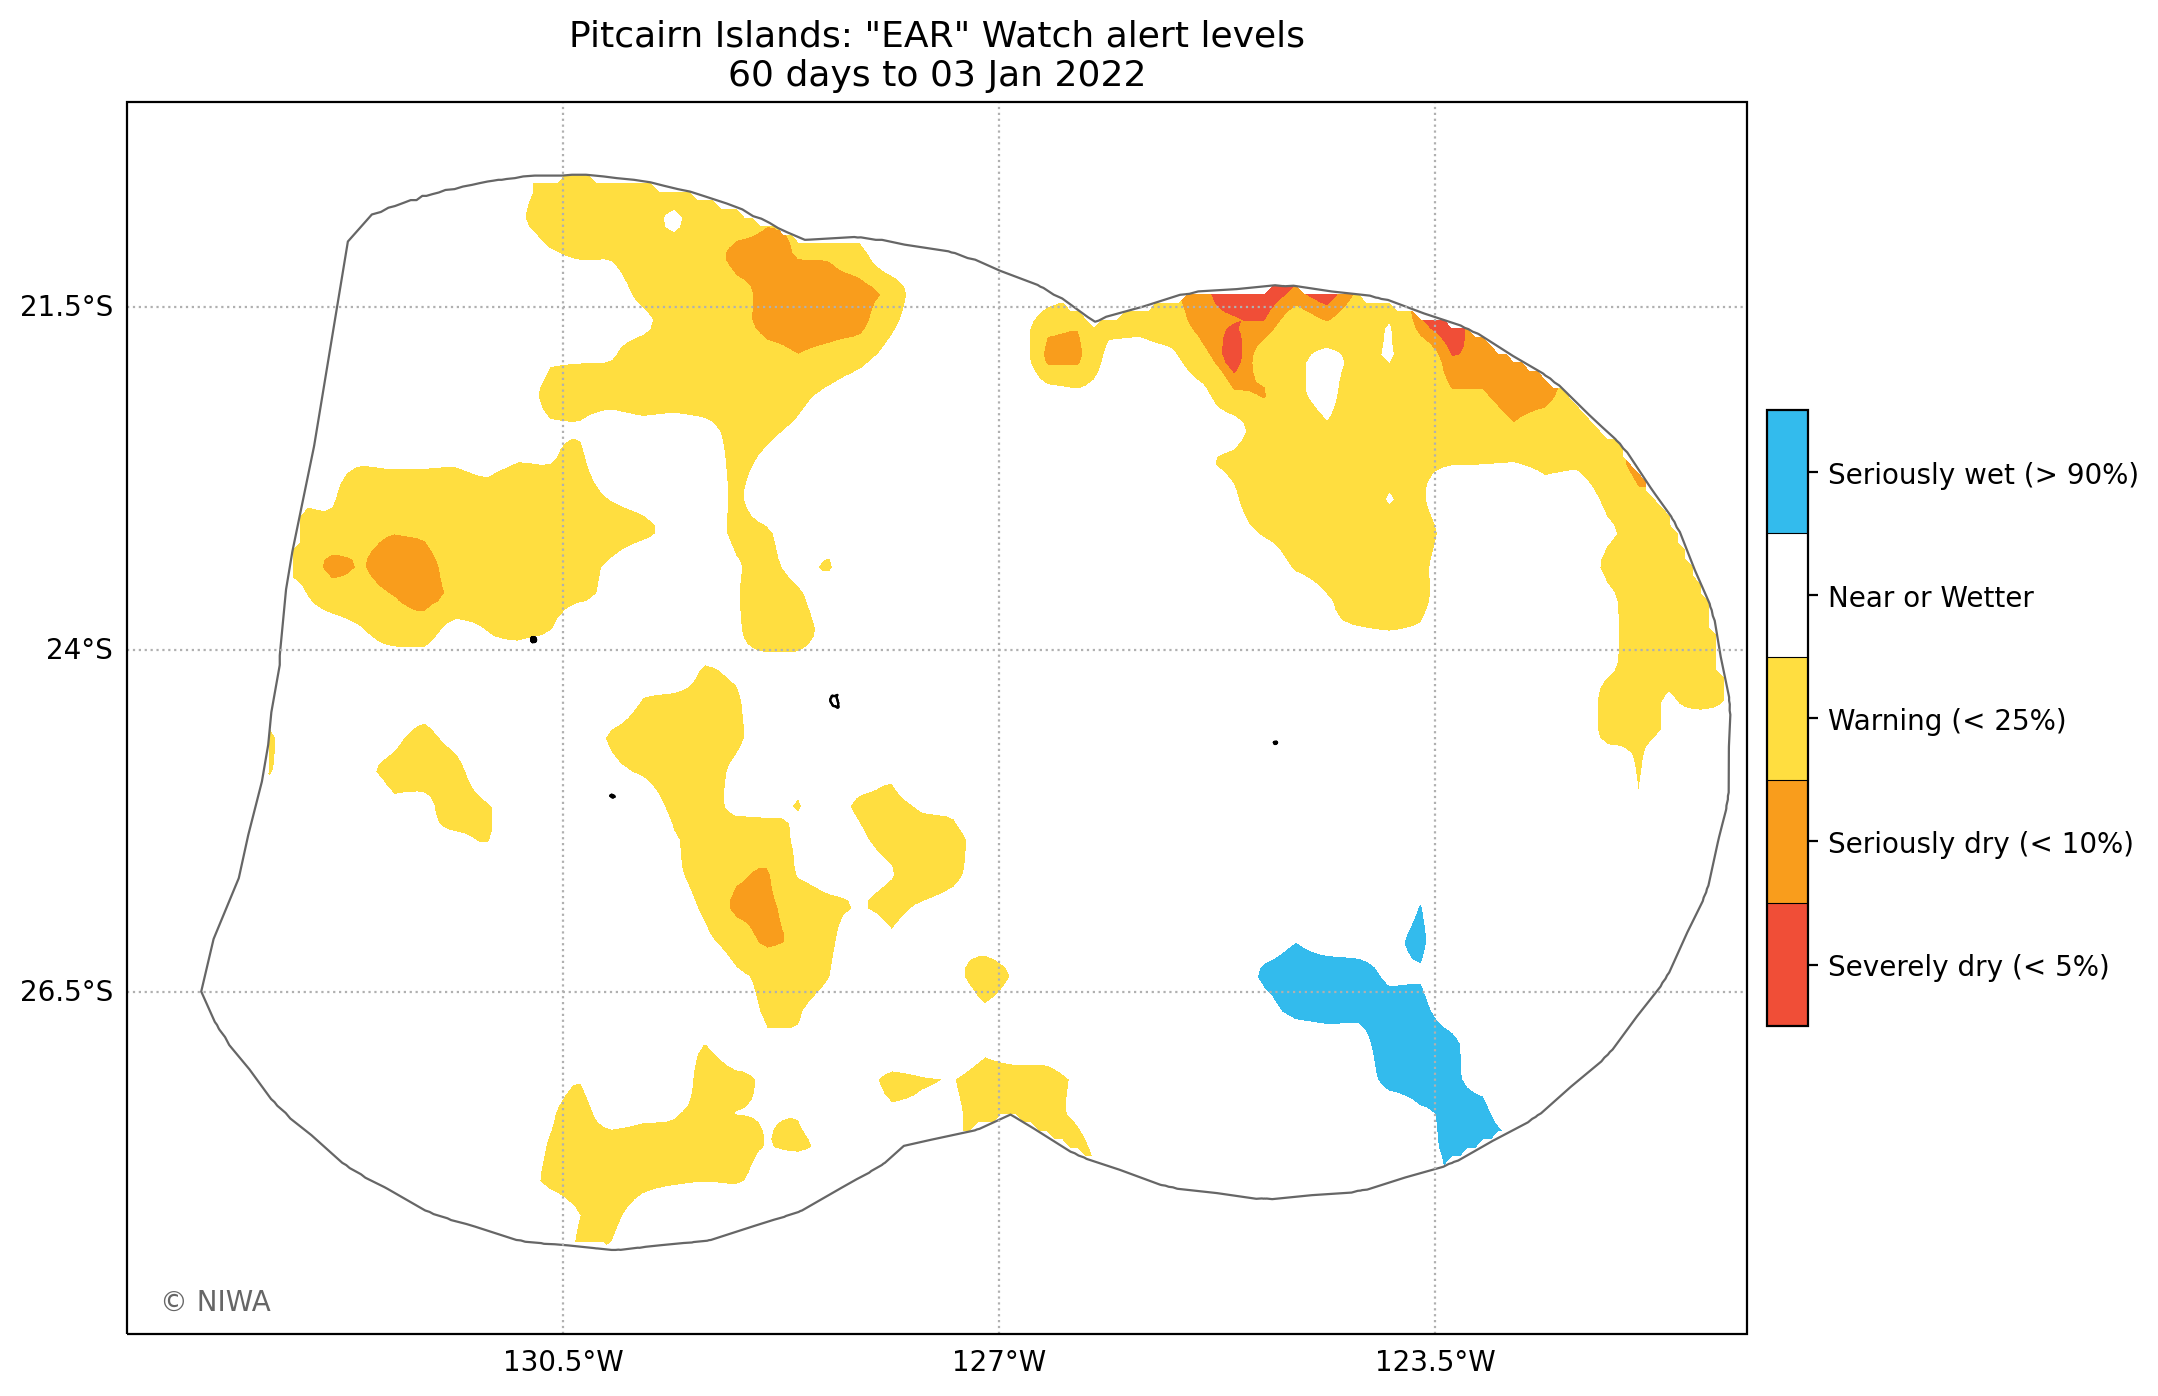 Pitcairn Islands: "EAR" Watch alert levels
60 days to 03 Jan 2022
21.5°S
24°S
26.5°S
130.5°W
127°W
123.5°W
Seriously wet (> 90%)
Near or Wetter
Warning (< 25%)
Seriously dry (< 10%)
Severely dry (< 5%)
© NIWA